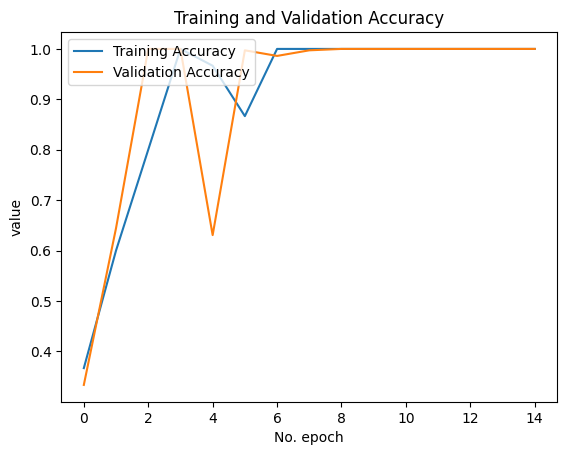 Training and Validation Accuracy
Training Accuracy
Validation Accuracy
1.0
0.9
0.8
0.7
0.6
0.5
0.4
value
0 2 4 6 8 10 12 14
No. epoch